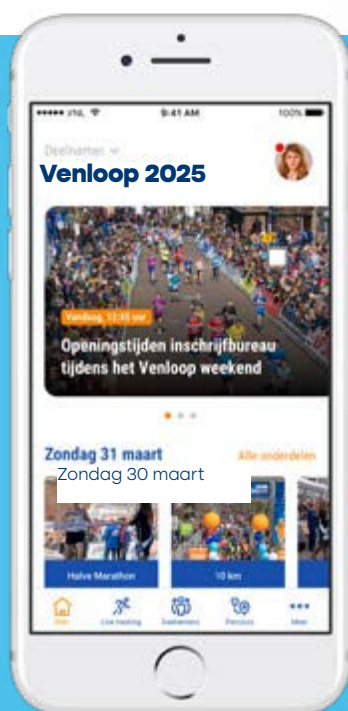 9:41 AM
100%
Deelnemer
Venloop 2025
Vandaag, 12:45 uur
Openingstijden inschrijfbureau
tijdens het Venloop weekend
Zondag 31 maart
Alle onderdelen
Zondag 30 maart
Halve Marathon
10 km
Start
Live tracking
Deelnemers
Parcours
Meer